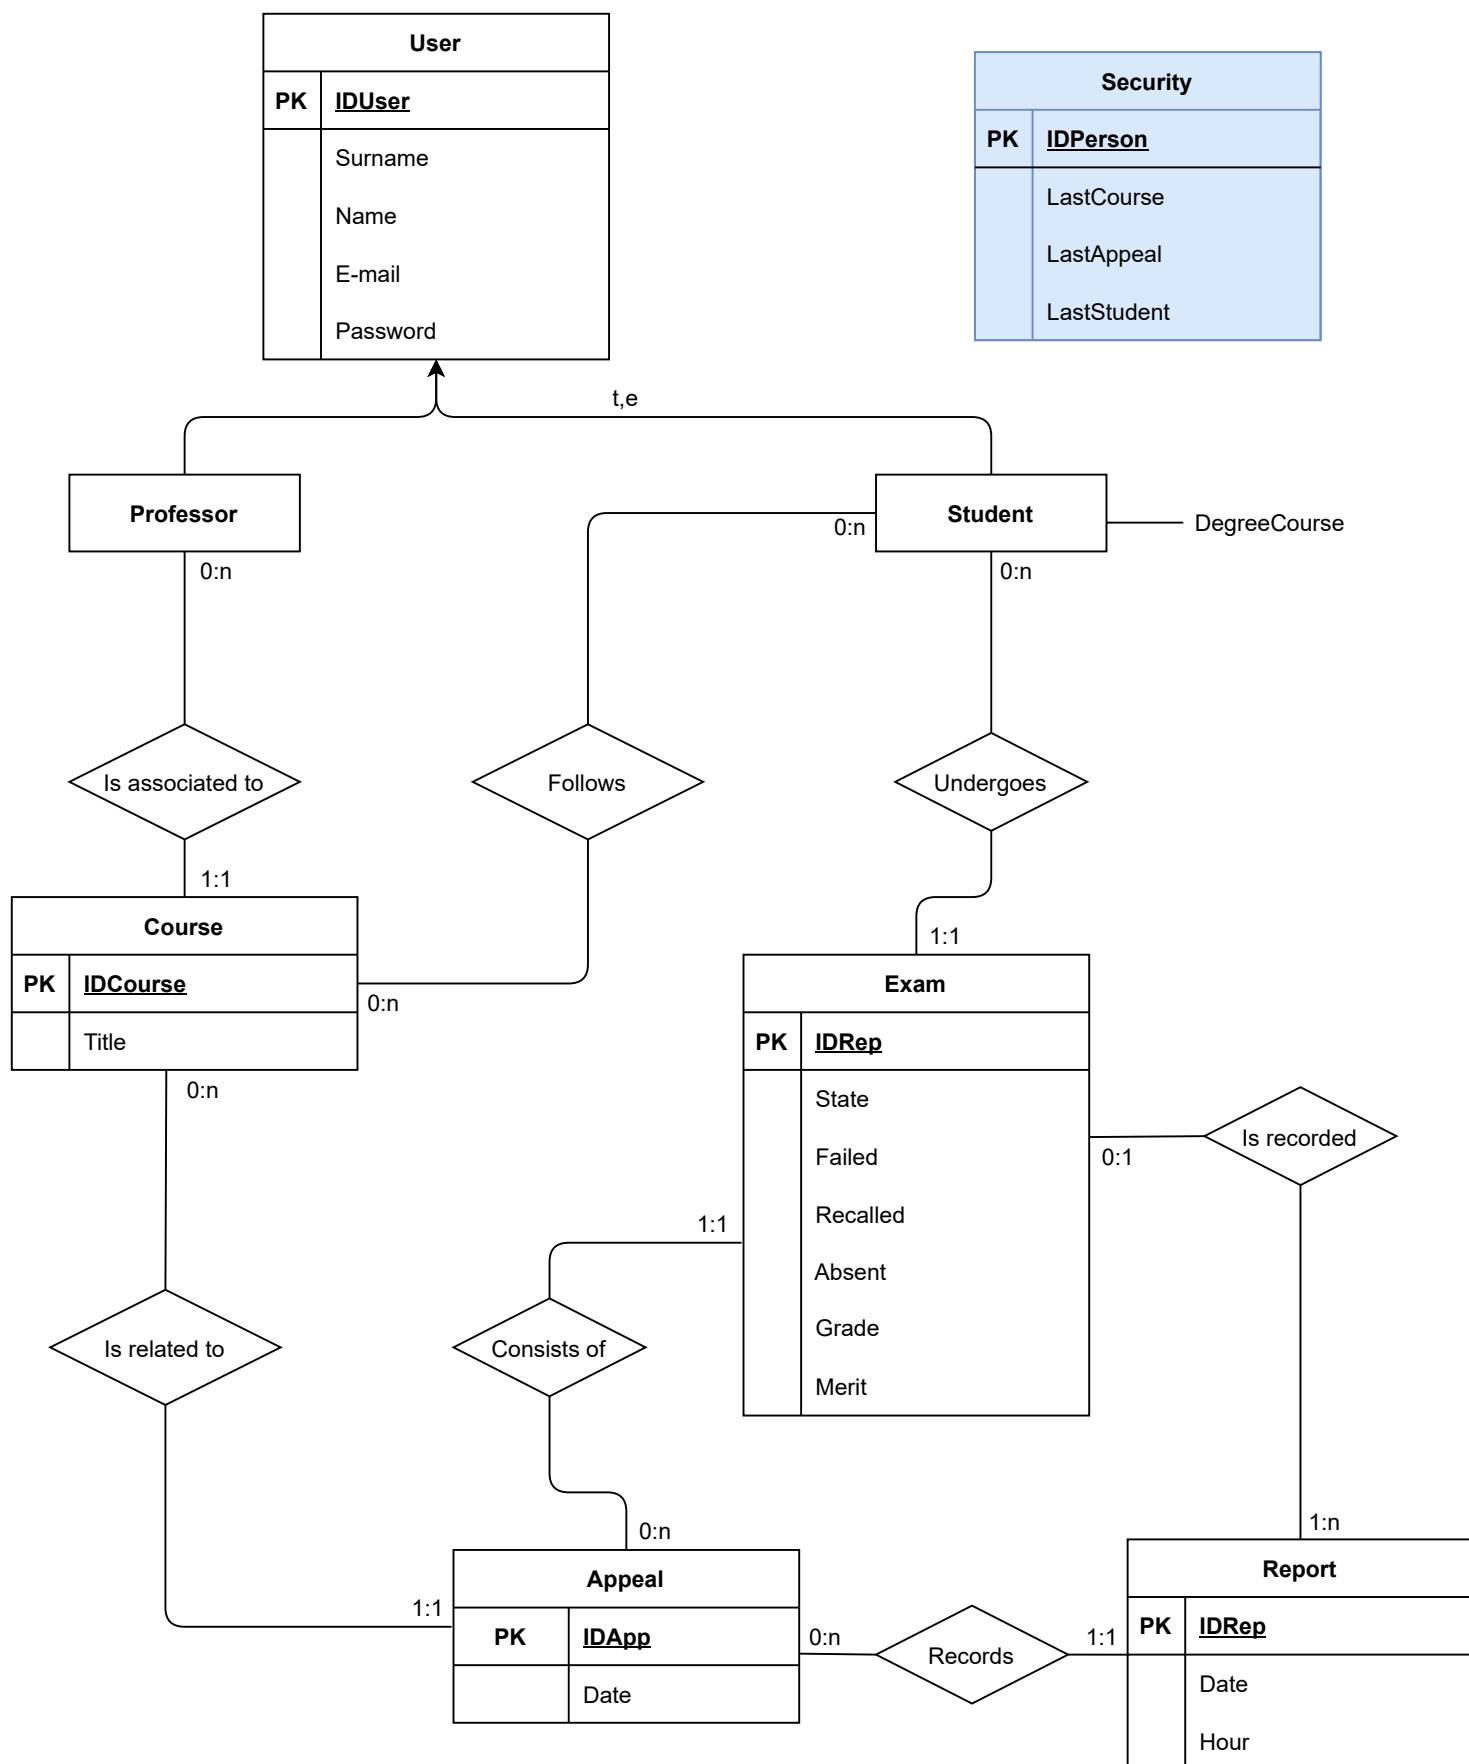 User
PK IDUser
Surname
Name
E-mail
Password
Security
PK IDPerson
LastCourse
LastAppeal
LastStudent
t,e
Professor
0:n
Student
0:n
0:n
DegreeCourse
Is associated to
Follows
Undergoes
1:1
Course
PK IDCourse
Title
0:n
0:n
1:1
Exam
PK IDRep
State
Failed
Recalled
Absent
Grade
Merit
0:1
Is recorded
1:1
Is related to
Consists of
0:n
1:n
1:1
Appeal
PK IDApp
Date
0:n
Records
1:1
Report
PK IDRep
Date
Hour